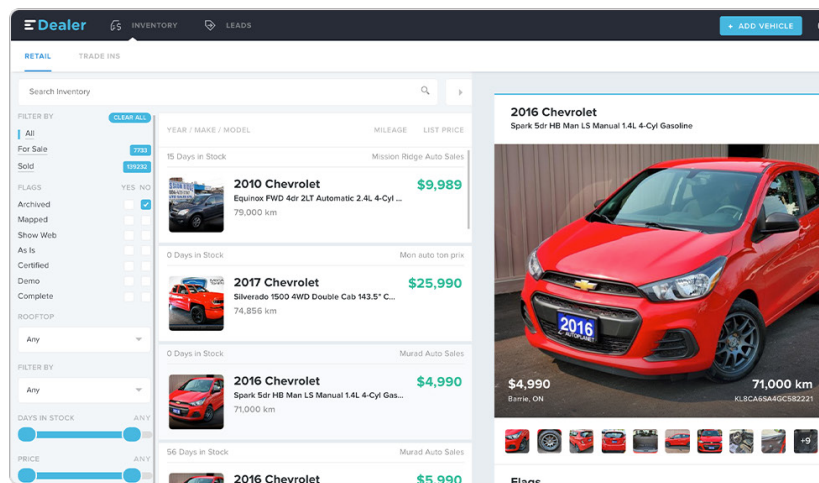 EDealer INVENTORY LEADS + ADD VEHICLE
RETAIL TRADE INS
Search Inventory
FILTER BY CLEAR ALL
All
For Sale 7733
Sold 139232
FLAGS YES NO
Archived
Mapped
Show Web
As Is
Certified
Demo
Complete
ROOFTOP
Any
FILTER BY
Any
DAYS IN STOCK ANY
PRICE ANY
YEAR / MAKE / MODEL MILEAGE LIST PRICE
15 Days in Stock Mission Ridge Auto Sales
2010 Chevrolet $9,989
Equinox FWD 4dr 2LT Automatic 2.4L 4-Cyl ...
79,000 km
0 Days in Stock Mon auto ton prix
2017 Chevrolet $25,990
Silverado 1500 4WD Double Cab 143.5" C...
74,856 km
0 Days in Stock Murad Auto Sales
2016 Chevrolet $4,990
Spark 5dr HB Man LS Manual 1.4L 4-Cyl Gas...
71,000 km
56 Days in Stock Murad Auto Sales
2016 Chevrolet $5,990
2016 Chevrolet
Spark 5dr HB Man LS Manual 1.4L 4-Cyl Gasoline
2016
AUTOPLANET
$4,990 71,000 km
Barrie, ON KL8CA6SA4GC582221
+9
Flags